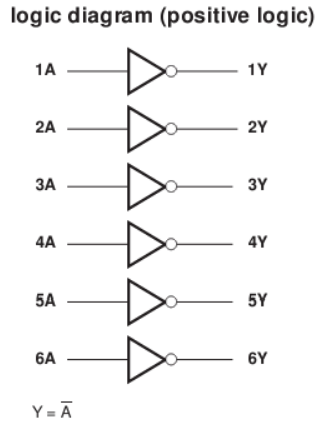 logic diagram (positive logic)
1A 1Y
2A 2Y
3A 3Y
4A 4Y
5A 5Y
6A 6Y
Y = A̅